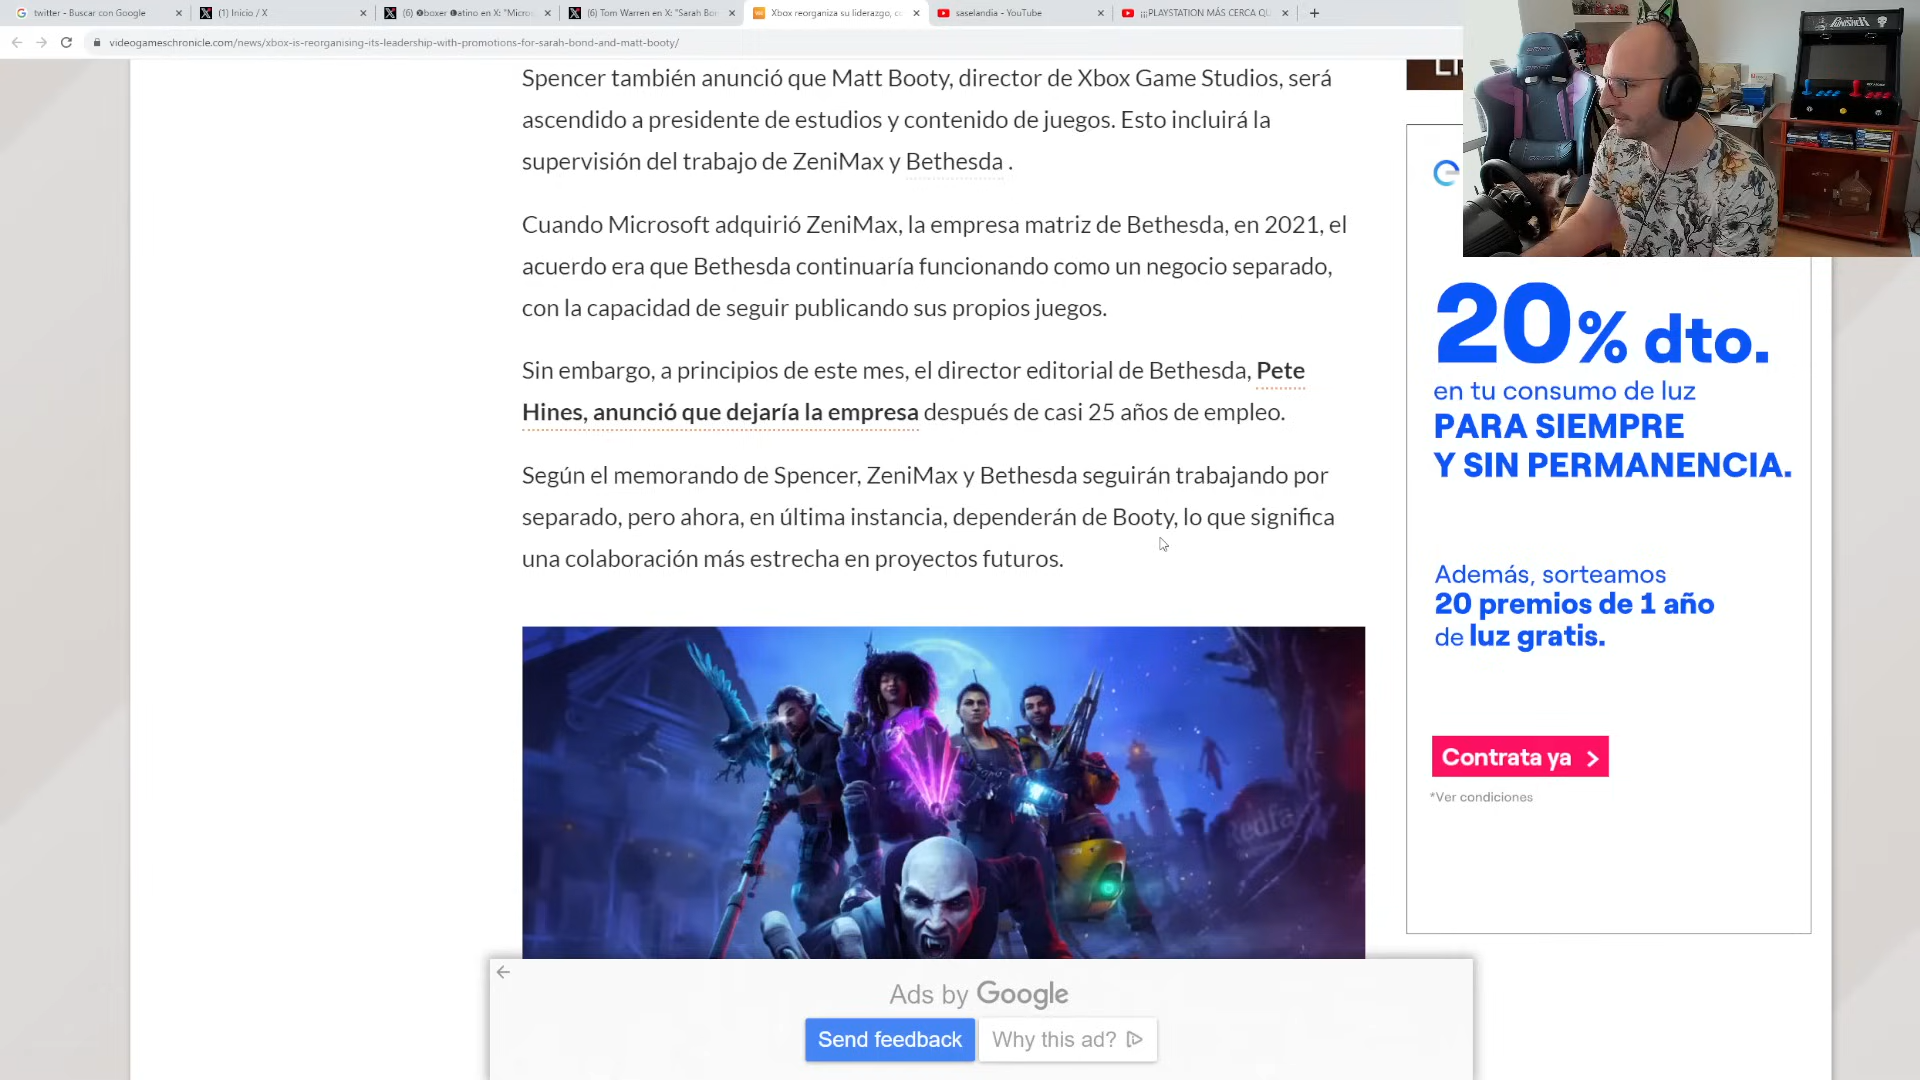 twitter - Buscar con Google
(1) Inicio / X
(6) Tom Warren en X: "Sarah Bon
Xbox reorganiza su liderazgo, co
saselandia - YouTube
¡¡¡PLAYSTATION MÁS CERCA QU
videogameschronicle.com/news/xbox-is-reorganising-its-leadership-with-promotions-for-sarah-bond-and-matt-booty/
Spencer también anunció que Matt Booty, director de Xbox Game Studios, será
ascendido a presidente de estudios y contenido de juegos. Esto incluirá la
supervisión del trabajo de ZeniMax y Bethesda .
Cuando Microsoft adquirió ZeniMax, la empresa matriz de Bethesda, en 2021, el
acuerdo era que Bethesda continuaría funcionando como un negocio separado,
con la capacidad de seguir publicando sus propios juegos.
Sin embargo, a principios de este mes, el director editorial de Bethesda, Pete
Hines, anunció que dejaría la empresa después de casi 25 años de empleo.
Según el memorando de Spencer, ZeniMax y Bethesda seguirán trabajando por
separado, pero ahora, en última instancia, dependerán de Booty, lo que significa
una colaboración más estrecha en proyectos futuros.
Redfa
Ads by Google
Send feedback
Why this ad?
20% dto.
en tu consumo de luz
PARA SIEMPRE
Y SIN PERMANENCIA.
Además, sorteamos
20 premios de 1 año
de luz gratis.
Contrata ya
*Ver condiciones